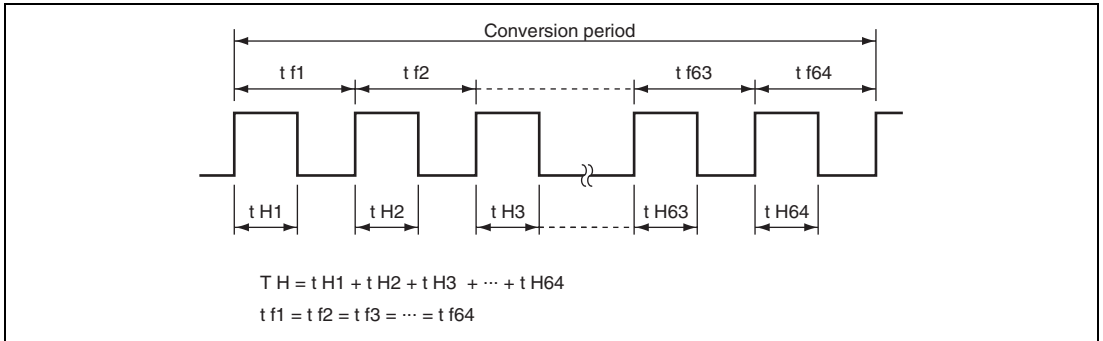 Conversion period
t f1 t f2 t f63 t f64
t H1 t H2 t H3 t H63 t H64
T H = t H1 + t H2 + t H3 + ··· + t H64
t f1 = t f2 = t f3 = ··· = t f64